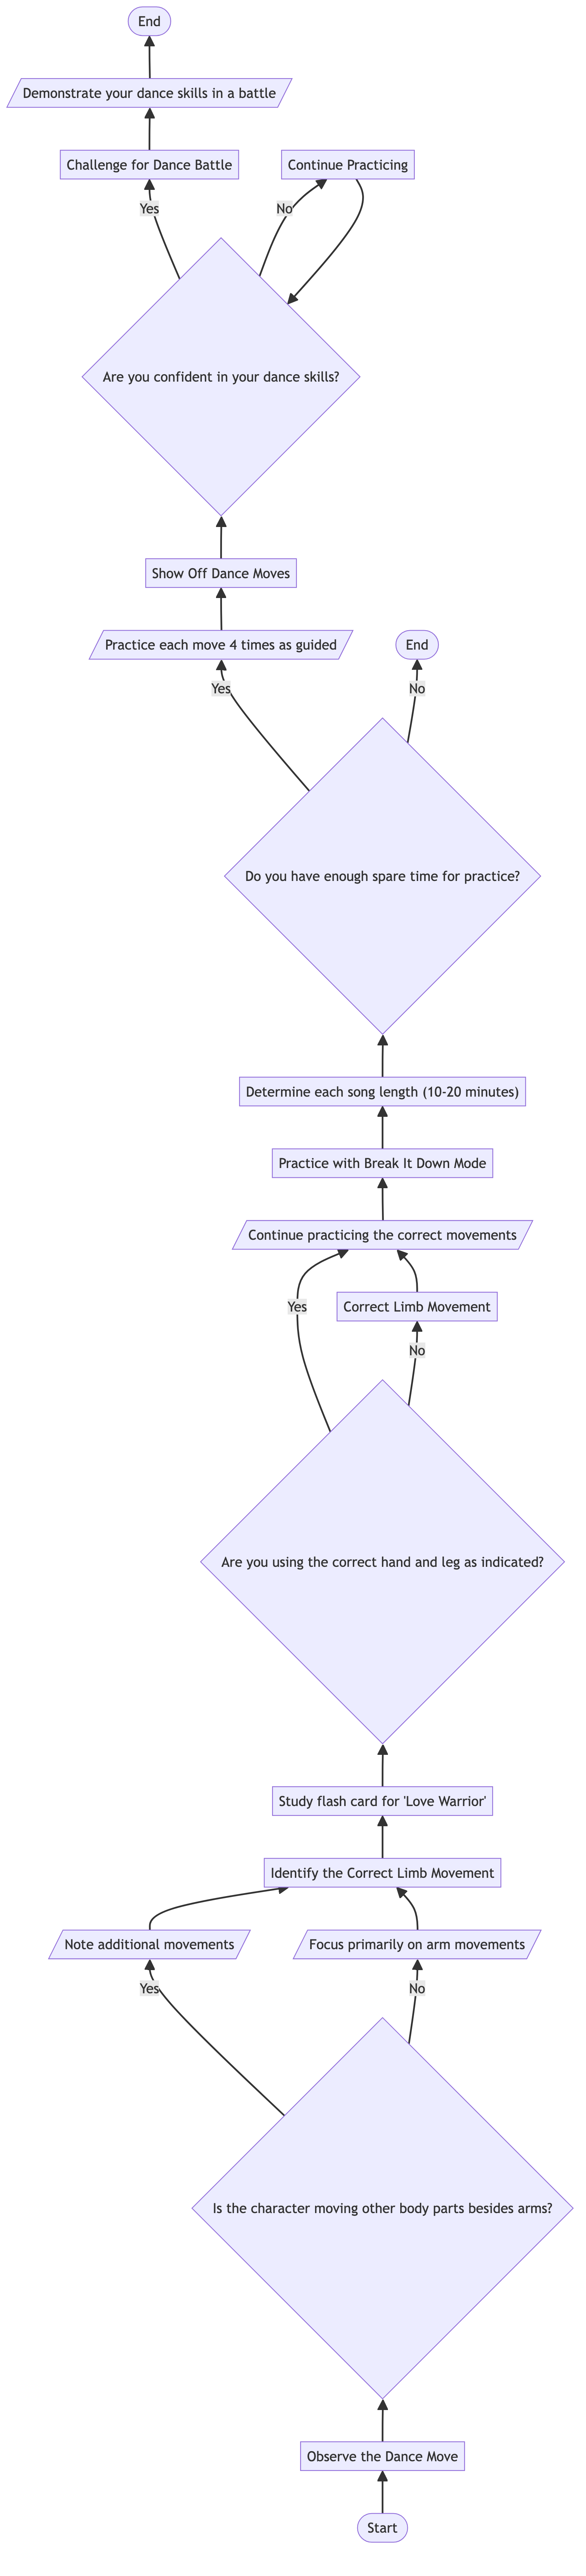 End
Demonstrate your dance skills in a battle
Challenge for Dance Battle
Continue Practicing
Yes
No
Are you confident in your dance skills?
Show Off Dance Moves
Practice each move 4 times as guided
End
Yes
No
Do you have enough spare time for practice?
Determine each song length (10-20 minutes)
Practice with Break It Down Mode
Continue practicing the correct movements
Yes
Correct Limb Movement
No
Are you using the correct hand and leg as indicated?
Study flash card for 'Love Warrior'
Identify the Correct Limb Movement
Note additional movements
Focus primarily on arm movements
Yes
No
Is the character moving other body parts besides arms?
Observe the Dance Move
Start